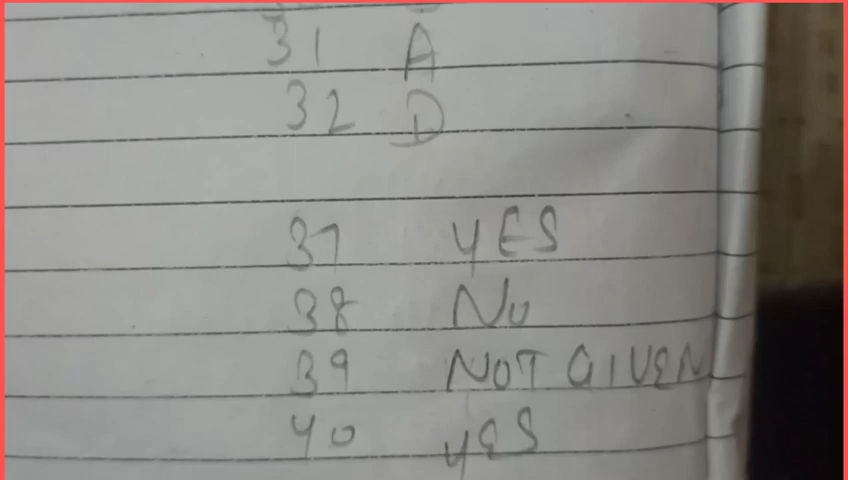 31 A
32 D
37 YES
38 No
39 NOT GIVEN
40 YES